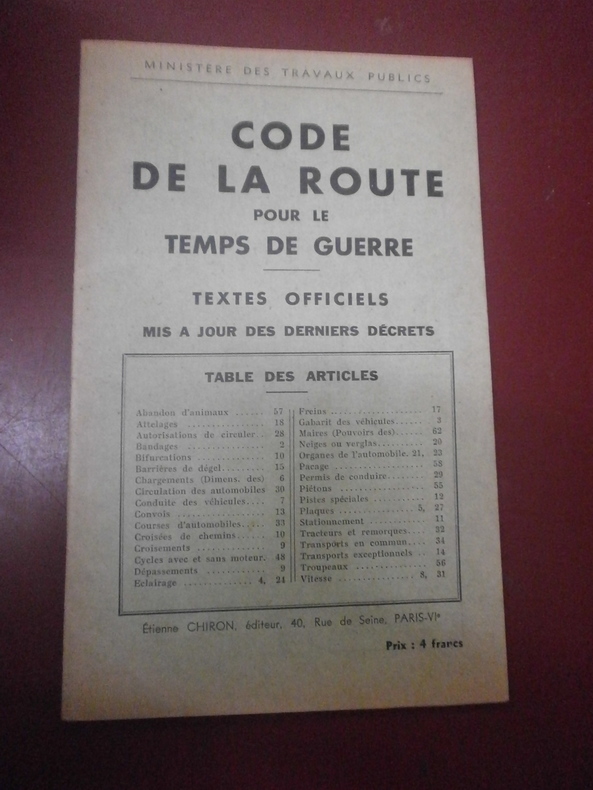 MINISTÈRE DES TRAVAUX PUBLICS
CODE
DE LA ROUTE
POUR LE
TEMPS DE GUERRE
TEXTES OFFICIELS
MIS A JOUR DES DERNIERS DÉCRETS
TABLE DES ARTICLES
Abandon d'animaux ...... 57
Attelages .............. 18
Autorisations de circuler .. 28
Bandages ............. 2
Bifurcations ............ 10
Barrières de dégel........ 15
Chargements (Dimens. des) 6
Circulation des automobiles 30
Conduite des véhicules.... 7
Convois ............... 13
Courses d'automobiles..... 33
Croisées de chemins...... 10
Croisements ............ 9
Cycles avec et sans moteur. 48
Dépassements ........... 9
Eclairage ............ 4, 24
Freins ................. 17
Gabarit des véhicules...... 3
Maires (Pouvoirs des)..... 62
Neiges ou verglas........ 20
Organes de l'automobile. 21, 23
Pacage ................ 58
Permis de conduire....... 29
Piétons ............... 55
Pistes spéciales ......... 12
Plaques ............. 5, 27
Stationnement .......... 11
Tracteurs et remorques... 32
Transports en commun.... 34
Transports exceptionnels .. 14
Troupeaux ............. 56
Vitesse .............. 8, 31
Étienne CHIRON, éditeur, 40, Rue de Seine, PARIS-VIe
Prix : 4 francs